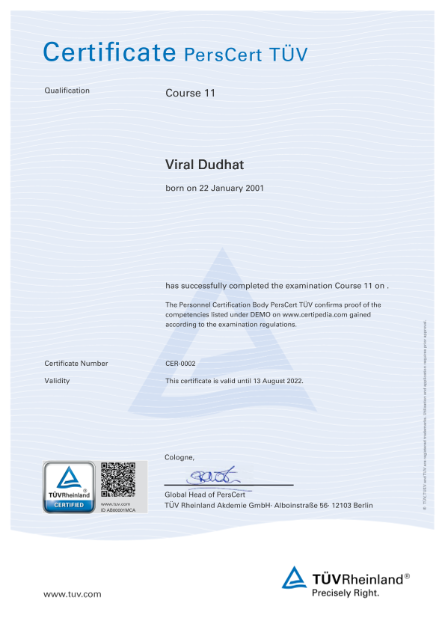 Certificate PersCert TÜV
Qualification
Course 11
Viral Dudhat
born on 22 January 2001
has successfully completed the examination Course 11 on .
The Personnel Certification Body PersCert TÜV confirms proof of the
competencies listed under DEMO on www.certipedia.com gained
according to the examination regulations.
Certificate Number
CER-0002
Validity
This certificate is valid until 13 August 2022.
Cologne,
Global Head of PersCert
TÜV Rheinland Akdemie GmbH- Alboinstraße 56- 12103 Berlin
TÜVRheinland
CERTIFIED
www.tuv.com
® TÜV, TUEV and TUV are registered trademarks. Utilisation and application requires prior approval.
www.tuv.com
TÜVRheinland®
Precisely Right.